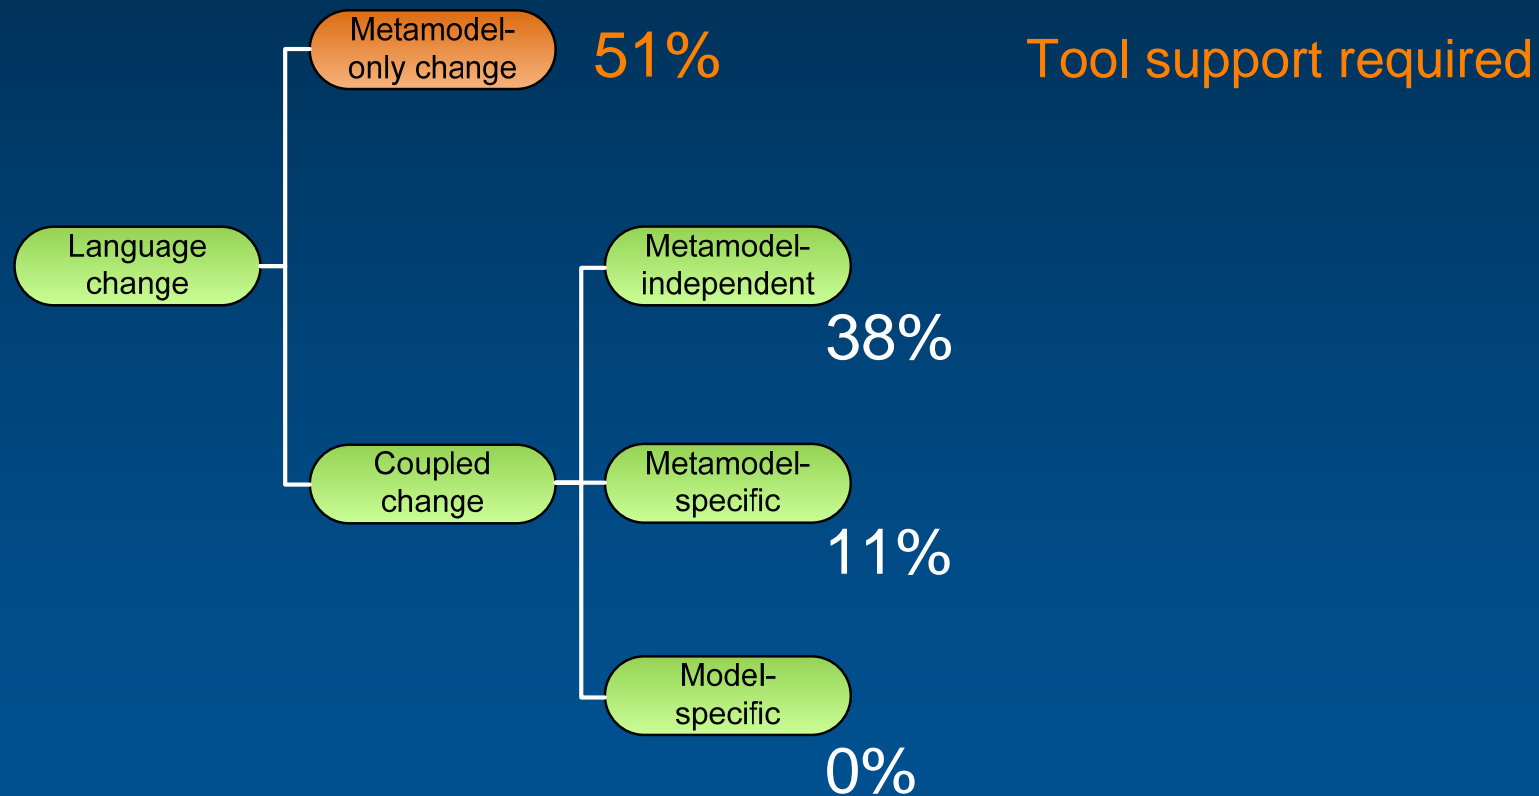 Metamodel-
only change
51%
Tool support required
Language
change
Metamodel-
independent
38%
Coupled
change
Metamodel-
specific
11%
Model-
specific
0%